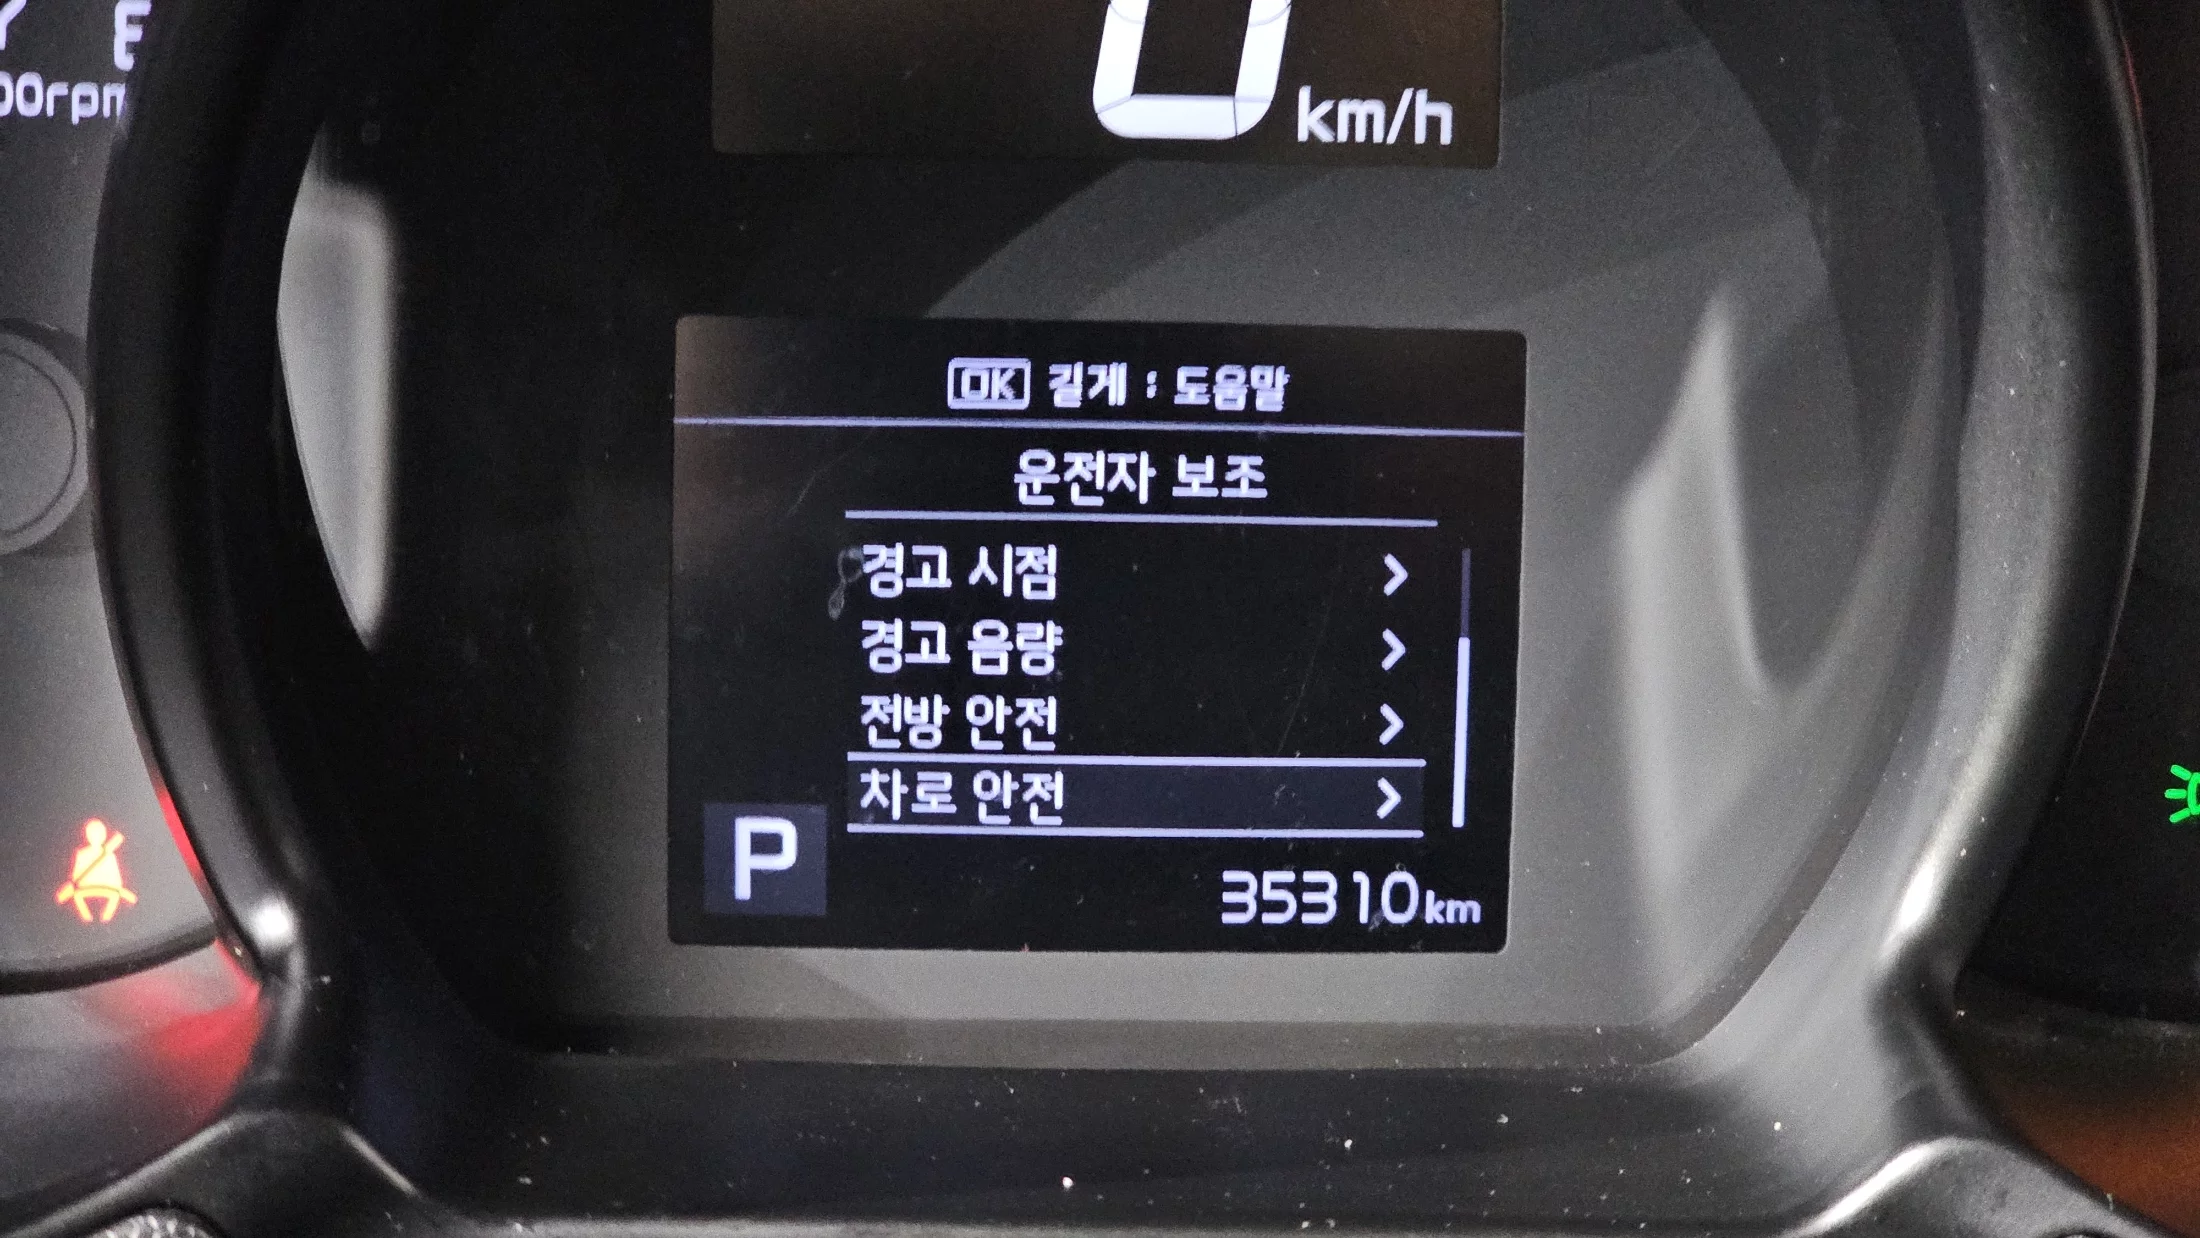 0 km/h
00rpm
OK 길게 : 도움말
운전자 보조
경고 시점
경고 음량
전방 안전
차로 안전
P
35310km